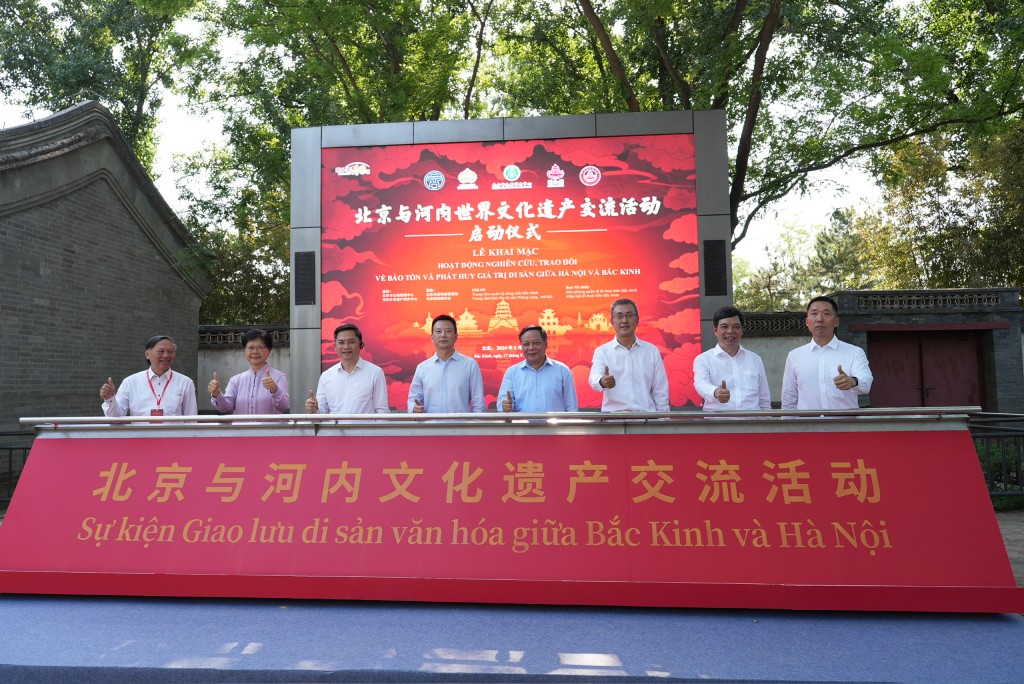 北京与河内世界文化遗产交流活动
启动仪式
LỄ KHAI MẠC
HOẠT ĐỘNG NGHIÊN CỨU, TRAO ĐỔI
VỀ BẢO TỒN VÀ PHÁT HUY GIÁ TRỊ DI SẢN GIỮA HÀ NỘI VÀ BẮC KINH
北京与河内文化遗产交流活动
Sự kiện Giao lưu di sản văn hóa giữa Bắc Kinh và Hà Nội